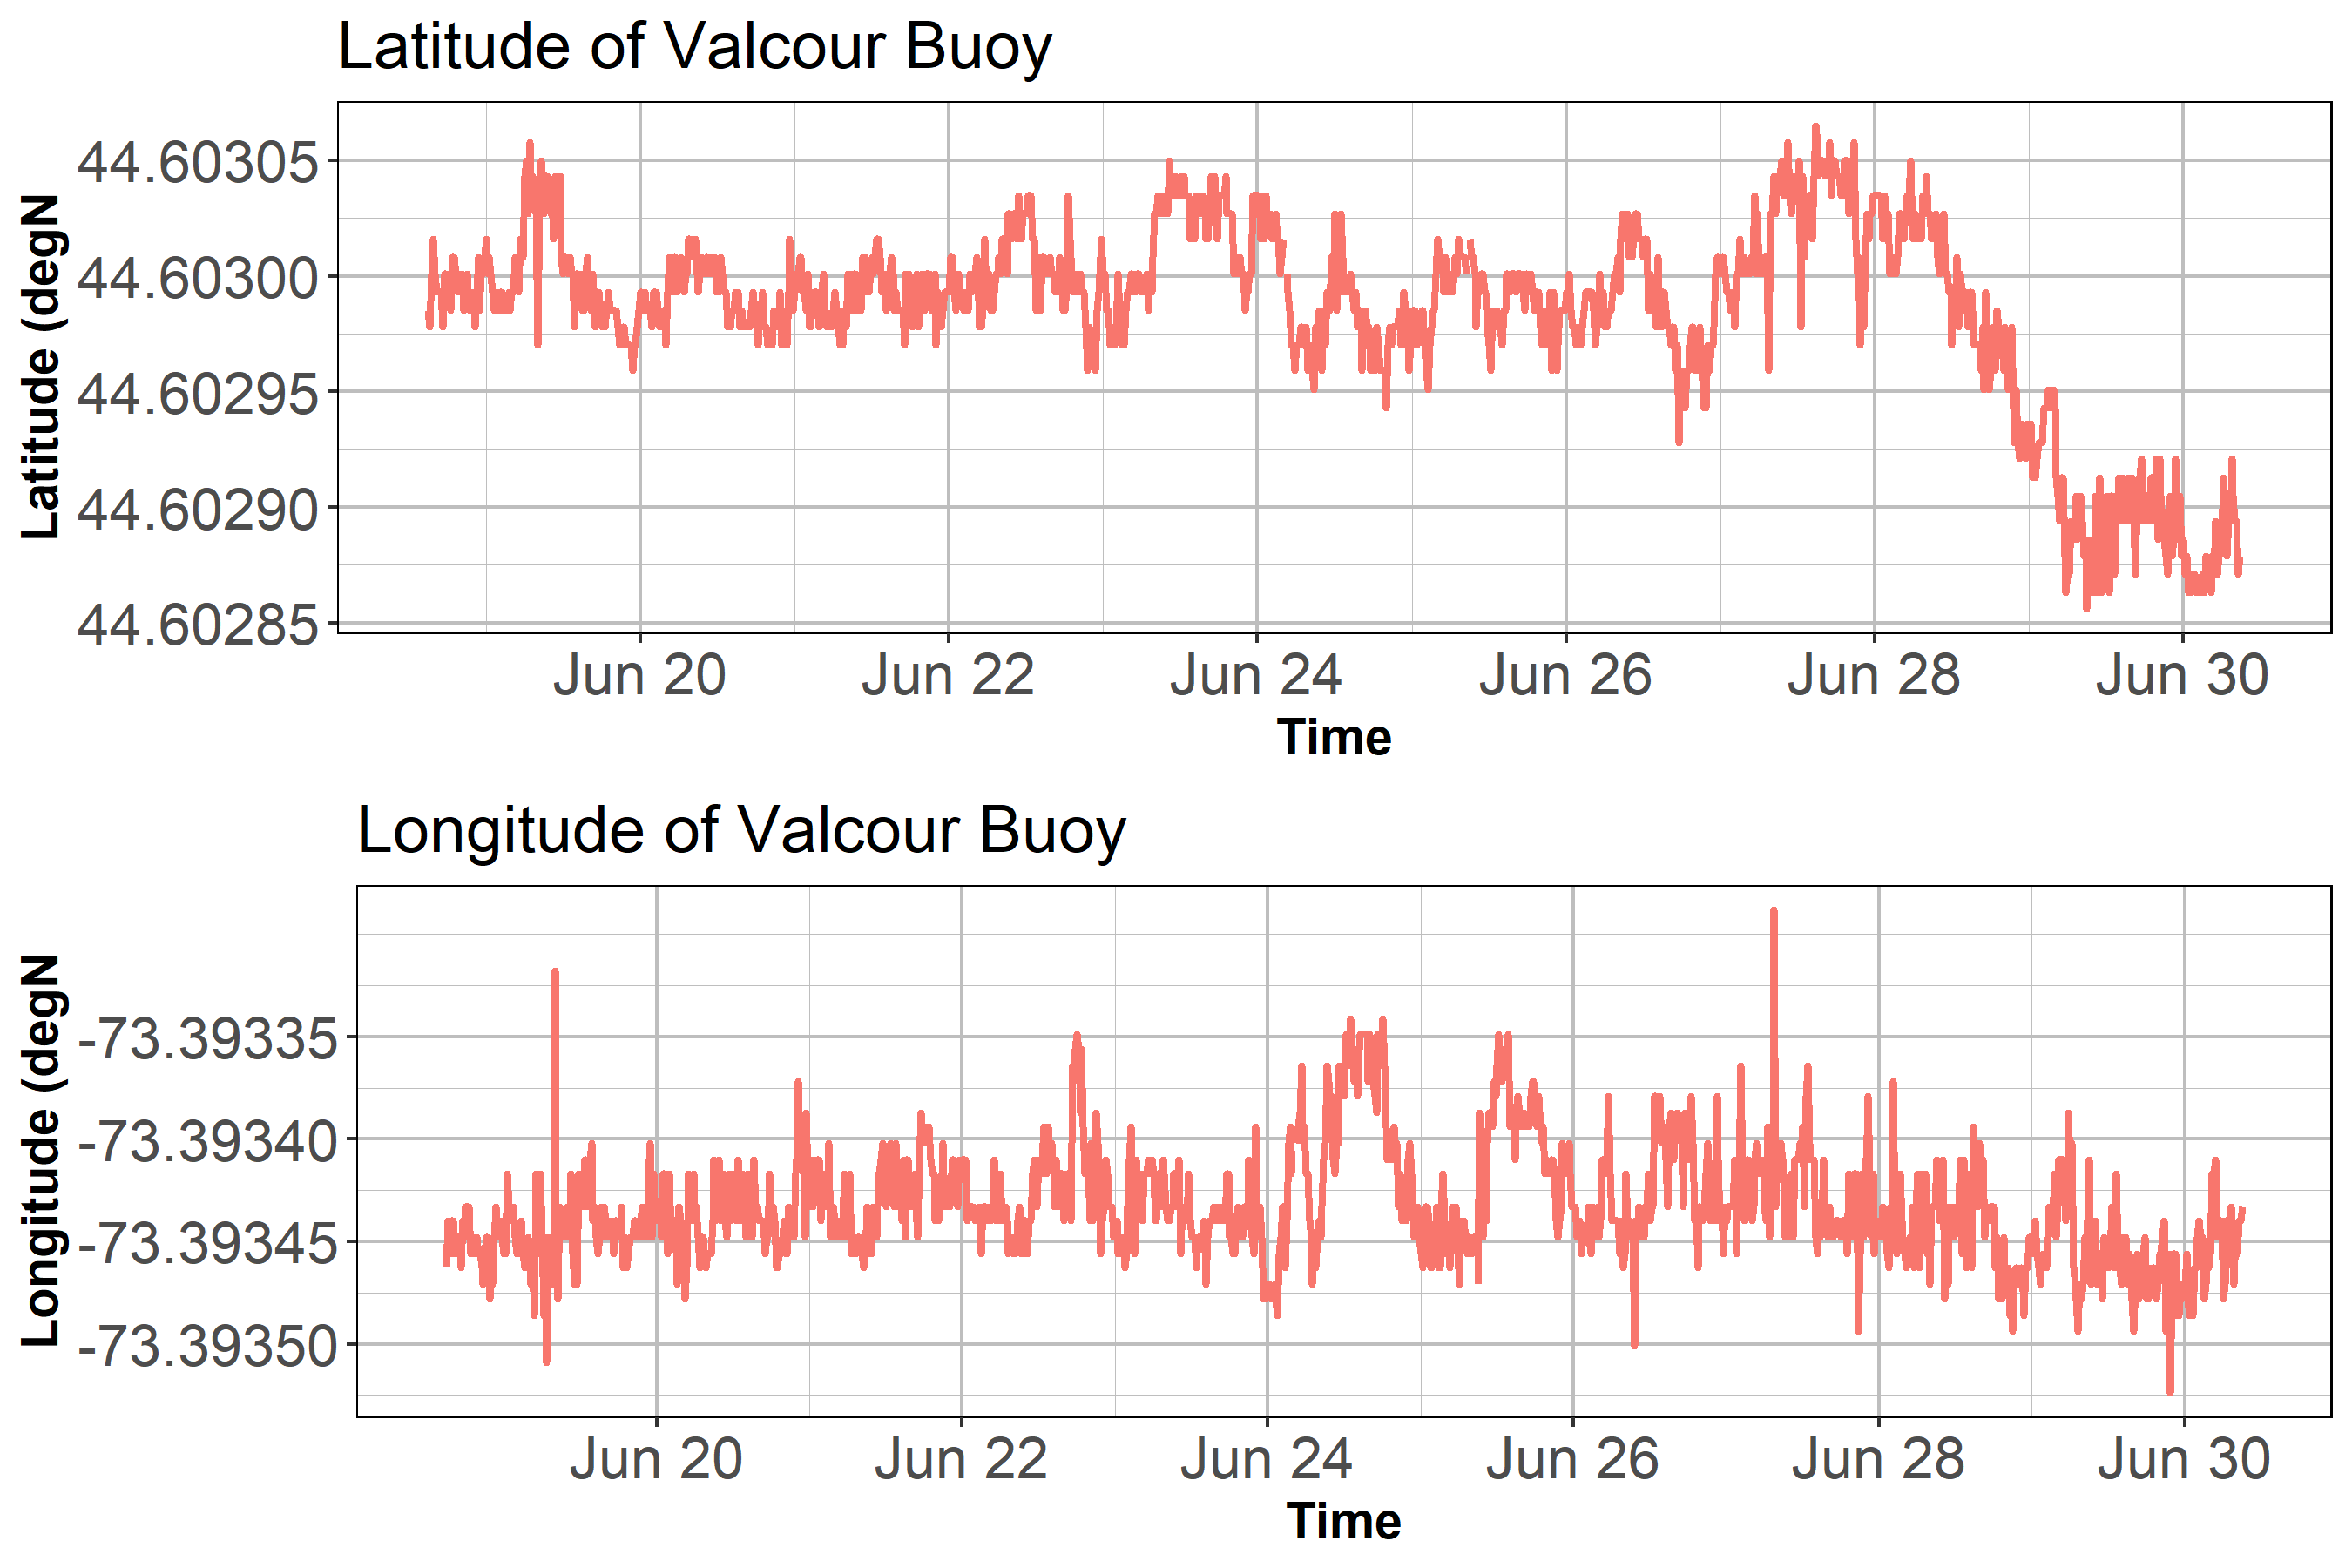 Latitude of Valcour Buoy
Latitude (degN
44.60305
44.60300
44.60295
44.60290
44.60285
Jun 20 Jun 22 Jun 24 Jun 26 Jun 28 Jun 30
Time
Longitude of Valcour Buoy
Longitude (degN
-73.39335
-73.39340
-73.39345
-73.39350
Jun 20 Jun 22 Jun 24 Jun 26 Jun 28 Jun 30
Time